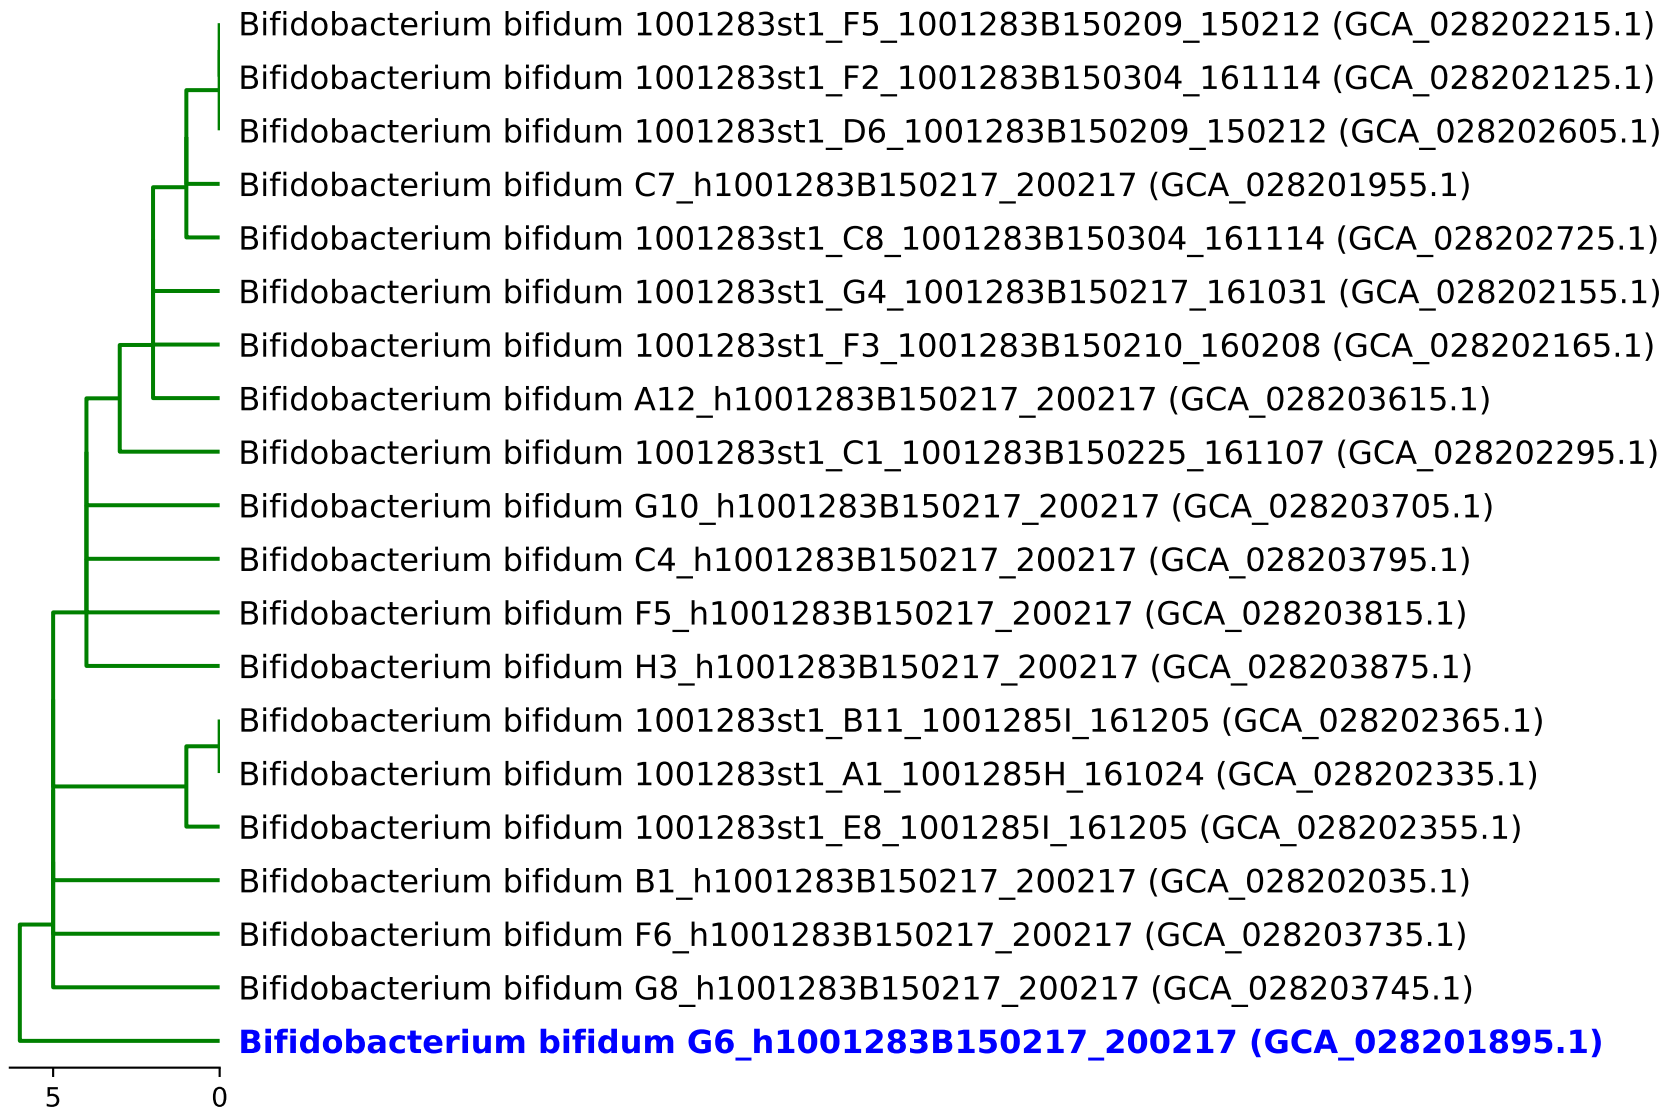 Bifidobacterium bifidum 1001283st1_F5_1001283B150209_150212 (GCA_028202215.1)
Bifidobacterium bifidum 1001283st1_F2_1001283B150304_161114 (GCA_028202125.1)
Bifidobacterium bifidum 1001283st1_D6_1001283B150209_150212 (GCA_028202605.1)
Bifidobacterium bifidum C7_h1001283B150217_200217 (GCA_028201955.1)
Bifidobacterium bifidum 1001283st1_C8_1001283B150304_161114 (GCA_028202725.1)
Bifidobacterium bifidum 1001283st1_G4_1001283B150217_161031 (GCA_028202155.1)
Bifidobacterium bifidum 1001283st1_F3_1001283B150210_160208 (GCA_028202165.1)
Bifidobacterium bifidum A12_h1001283B150217_200217 (GCA_028203615.1)
Bifidobacterium bifidum 1001283st1_C1_1001283B150225_161107 (GCA_028202295.1)
Bifidobacterium bifidum G10_h1001283B150217_200217 (GCA_028203705.1)
Bifidobacterium bifidum C4_h1001283B150217_200217 (GCA_028203795.1)
Bifidobacterium bifidum F5_h1001283B150217_200217 (GCA_028203815.1)
Bifidobacterium bifidum H3_h1001283B150217_200217 (GCA_028203875.1)
Bifidobacterium bifidum 1001283st1_B11_1001285I_161205 (GCA_028202365.1)
Bifidobacterium bifidum 1001283st1_A1_1001285H_161024 (GCA_028202335.1)
Bifidobacterium bifidum 1001283st1_E8_1001285I_161205 (GCA_028202355.1)
Bifidobacterium bifidum B1_h1001283B150217_200217 (GCA_028202035.1)
Bifidobacterium bifidum F6_h1001283B150217_200217 (GCA_028203735.1)
Bifidobacterium bifidum G8_h1001283B150217_200217 (GCA_028203745.1)
Bifidobacterium bifidum G6_h1001283B150217_200217 (GCA_028201895.1)
5 0